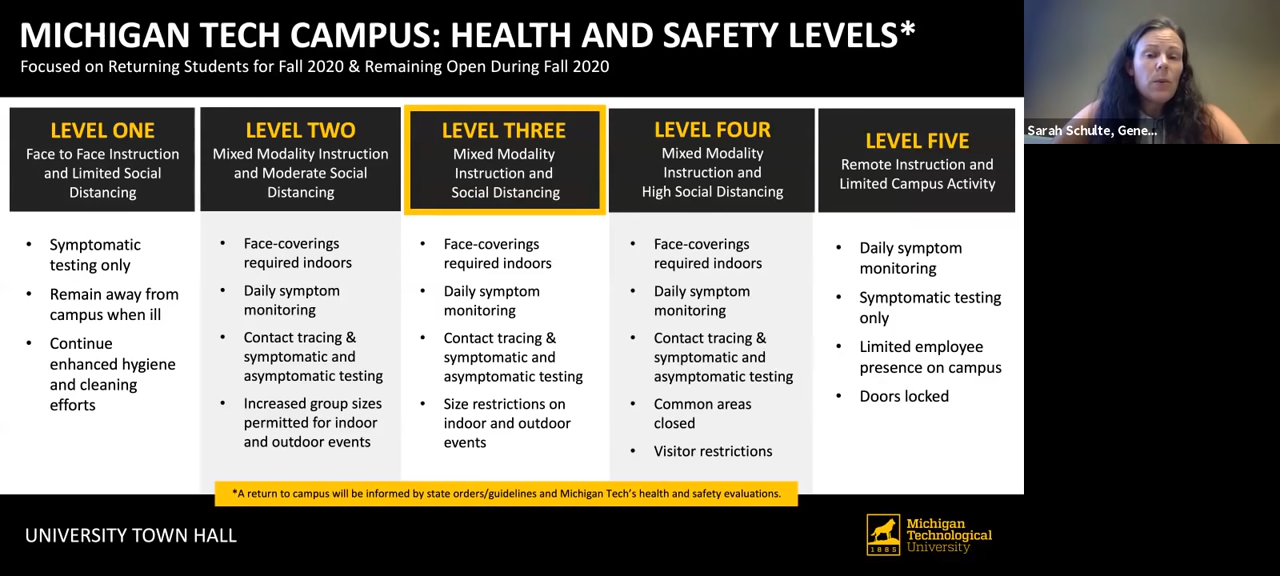 MICHIGAN TECH CAMPUS: HEALTH AND SAFETY LEVELS*
Focused on Returning Students for Fall 2020 & Remaining Open During Fall 2020
Sarah Schulte, Gene...
LEVEL ONE
Face to Face Instruction
and Limited Social
Distancing
• Symptomatic
testing only
• Remain away from
campus when ill
• Continue
enhanced hygiene
and cleaning
efforts
LEVEL TWO
Mixed Modality Instruction
and Moderate Social
Distancing
• Face-coverings
required indoors
• Daily symptom
monitoring
• Contact tracing &
symptomatic and
asymptomatic testing
• Increased group sizes
permitted for indoor
and outdoor events
LEVEL THREE
Mixed Modality
Instruction and
Social Distancing
• Face-coverings
required indoors
• Daily symptom
monitoring
• Contact tracing &
symptomatic and
asymptomatic testing
• Size restrictions on
indoor and outdoor
events
LEVEL FOUR
Mixed Modality
Instruction and
High Social Distancing
• Face-coverings
required indoors
• Daily symptom
monitoring
• Contact tracing &
symptomatic and
asymptomatic testing
• Common areas
closed
• Visitor restrictions
LEVEL FIVE
Remote Instruction and
Limited Campus Activity
• Daily symptom
monitoring
• Symptomatic testing
only
• Limited employee
presence on campus
• Doors locked
*A return to campus will be informed by state orders/guidelines and Michigan Tech's health and safety evaluations.
UNIVERSITY TOWN HALL
1885
Michigan
Technological
University